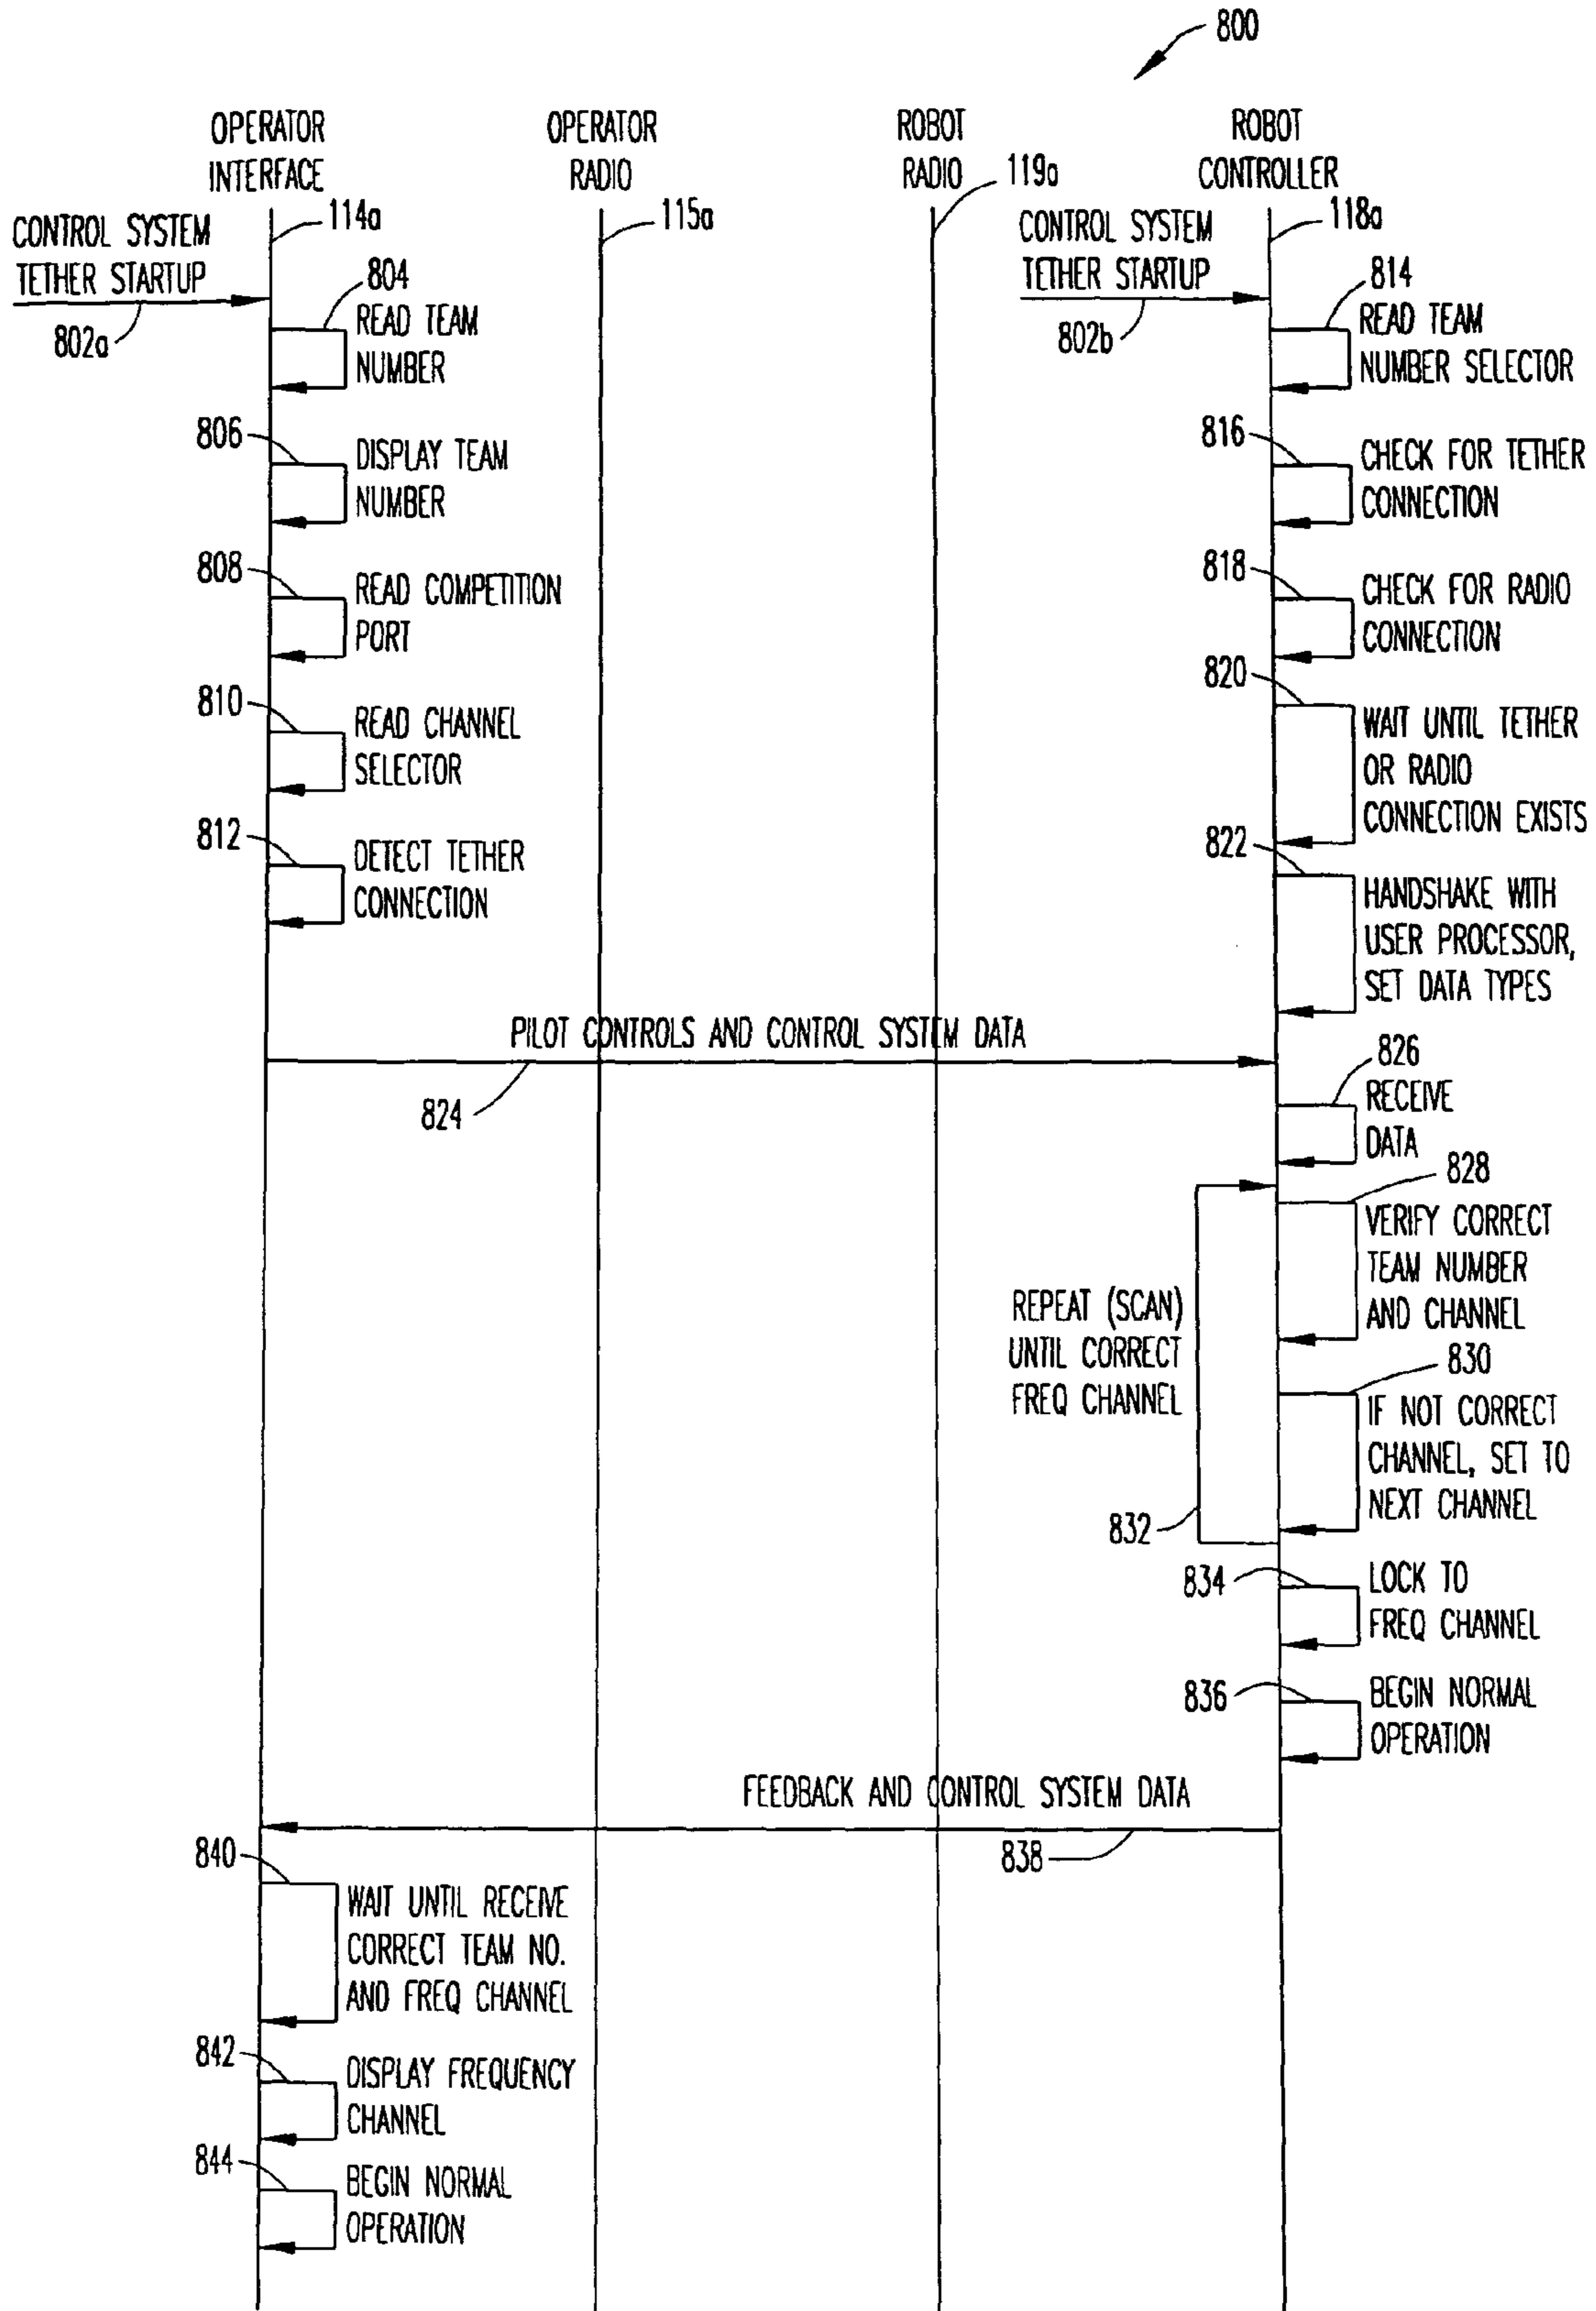 800
OPERATOR
INTERFACE
OPERATOR
RADIO
ROBOT
RADIO
ROBOT
CONTROLLER
114a
115a
119a
118a
CONTROL SYSTEM
TETHER STARTUP
802a
CONTROL SYSTEM
TETHER STARTUP
802b
804
READ TEAM
NUMBER
814
READ TEAM
NUMBER SELECTOR
806
DISPLAY TEAM
NUMBER
816
CHECK FOR TETHER
CONNECTION
808
READ COMPETITION
PORT
818
CHECK FOR RADIO
CONNECTION
810
READ CHANNEL
SELECTOR
820
WAIT UNTIL TETHER
OR RADIO
CONNECTION EXISTS
812
DETECT TETHER
CONNECTION
822
HANDSHAKE WITH
USER PROCESSOR,
SET DATA TYPES
PILOT CONTROLS AND CONTROL SYSTEM DATA
824
826
RECEIVE
DATA
828
VERIFY CORRECT
TEAM NUMBER
AND CHANNEL
REPEAT (SCAN)
UNTIL CORRECT
FREQ CHANNEL
832
830
IF NOT CORRECT
CHANNEL, SET TO
NEXT CHANNEL
834
LOCK TO
FREQ CHANNEL
836
BEGIN NORMAL
OPERATION
FEEDBACK AND CONTROL SYSTEM DATA
838
840
WAIT UNTIL RECEIVE
CORRECT TEAM NO.
AND FREQ CHANNEL
842
DISPLAY FREQUENCY
CHANNEL
844
BEGIN NORMAL
OPERATION